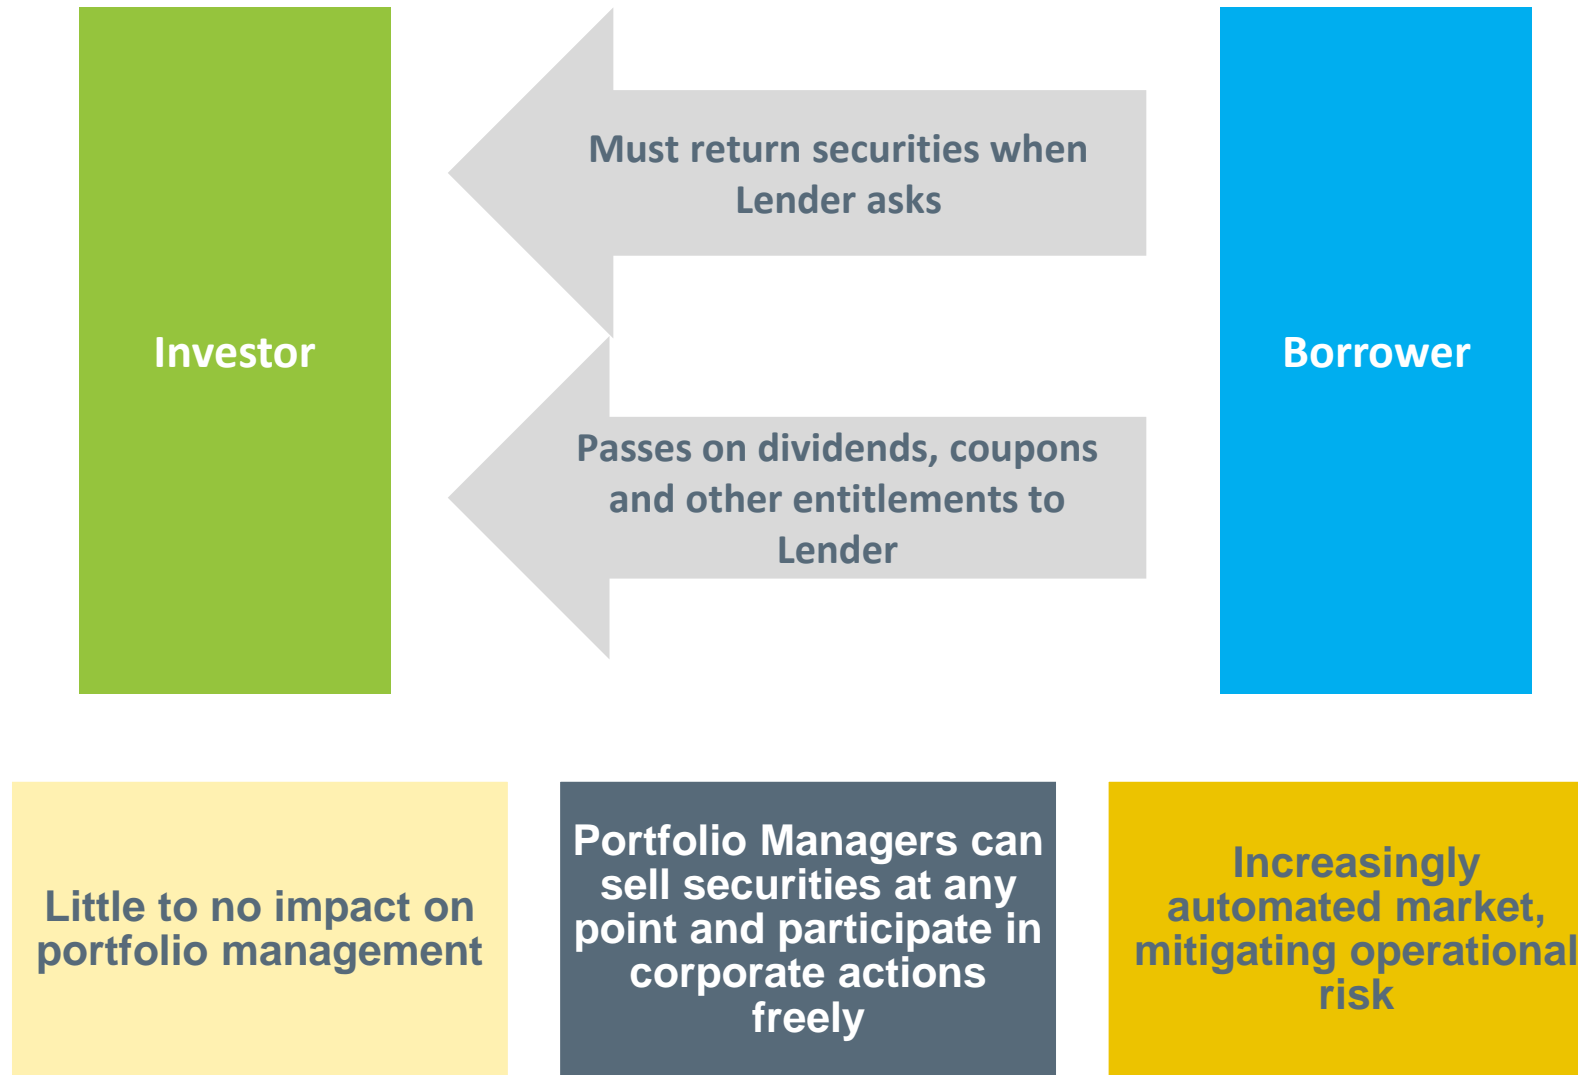 Investor
Must return securities when
Lender asks
Passes on dividends, coupons
and other entitlements to
Lender
Borrower
Little to no impact on
portfolio management
Portfolio Managers can
sell securities at any
point and participate in
corporate actions
freely
Increasingly
automated market,
mitigating operational
risk